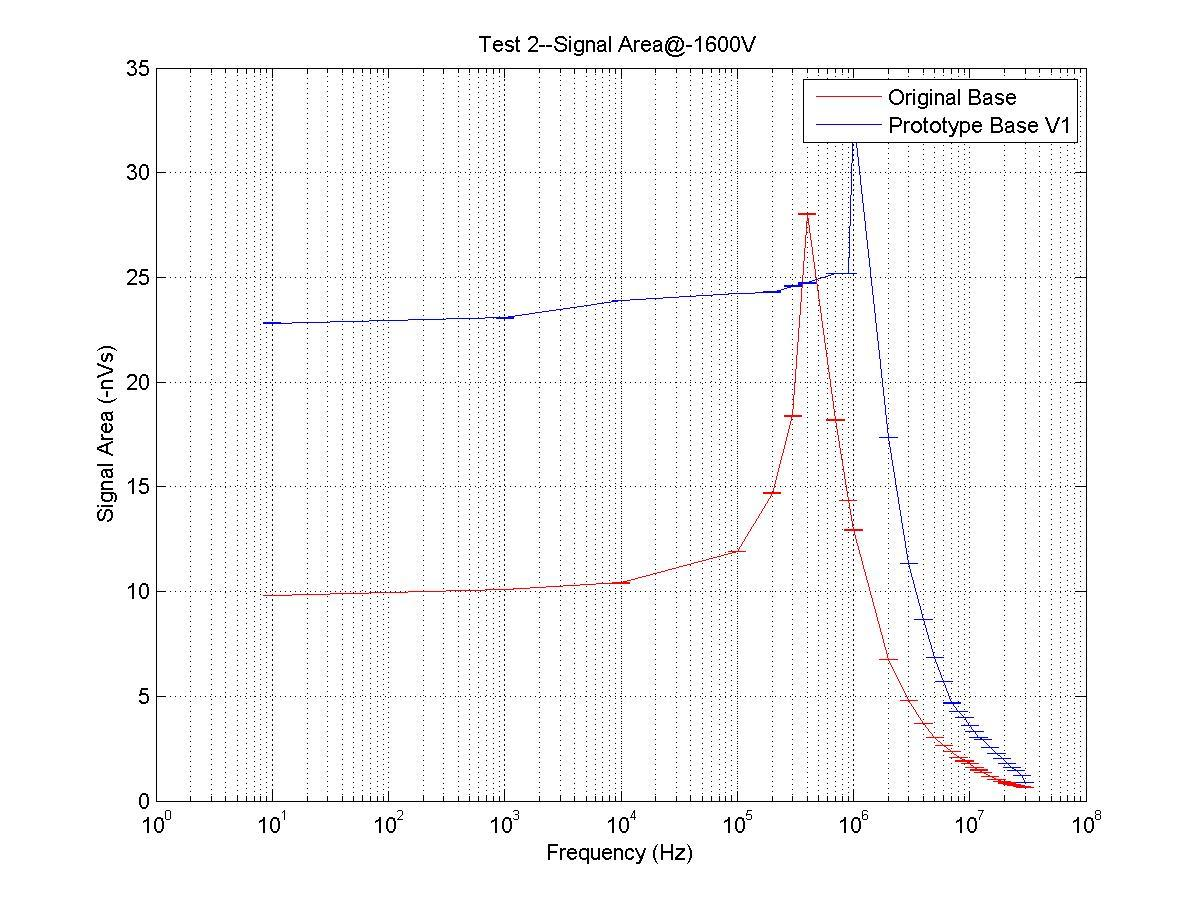 Test 2--Signal Area@-1600V
Original Base
Prototype Base V1
35
30
25
20
15
10
5
0
Signal Area (-nVs)
10^0 10^1 10^2 10^3 10^4 10^5 10^6 10^7 10^8
Frequency (Hz)